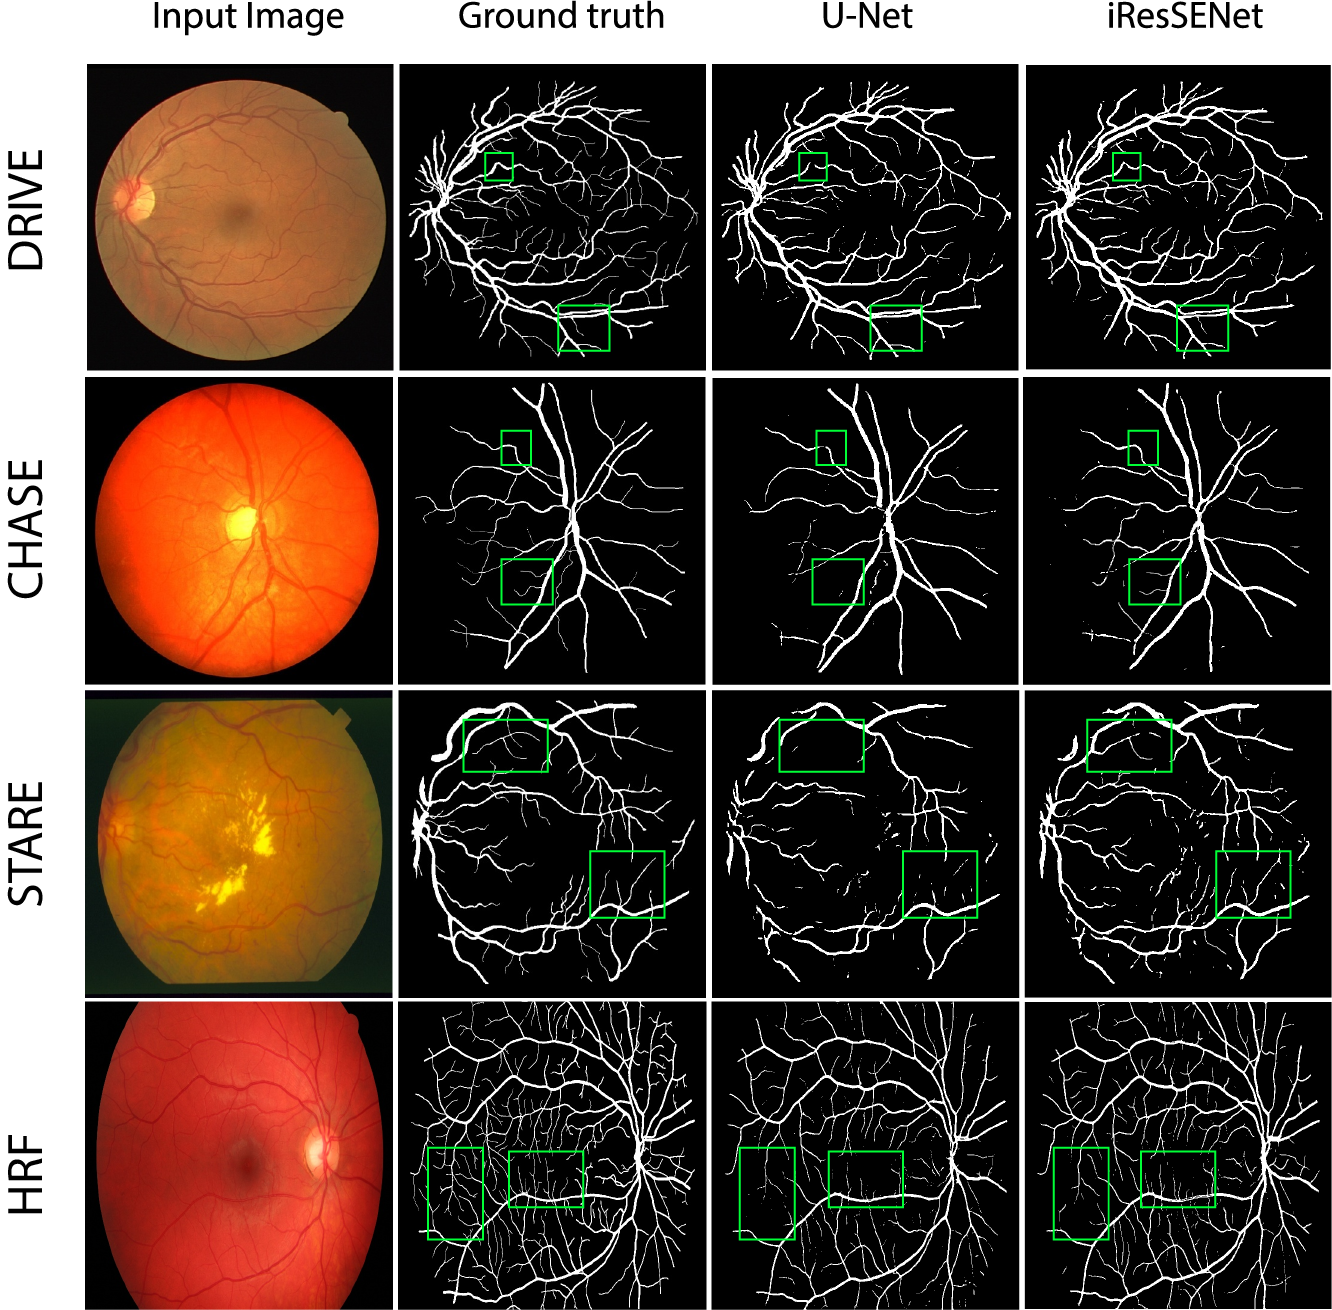 Input Image
Ground truth
U-Net
iResSENet
DRIVE
CHASE
STARE
HRF